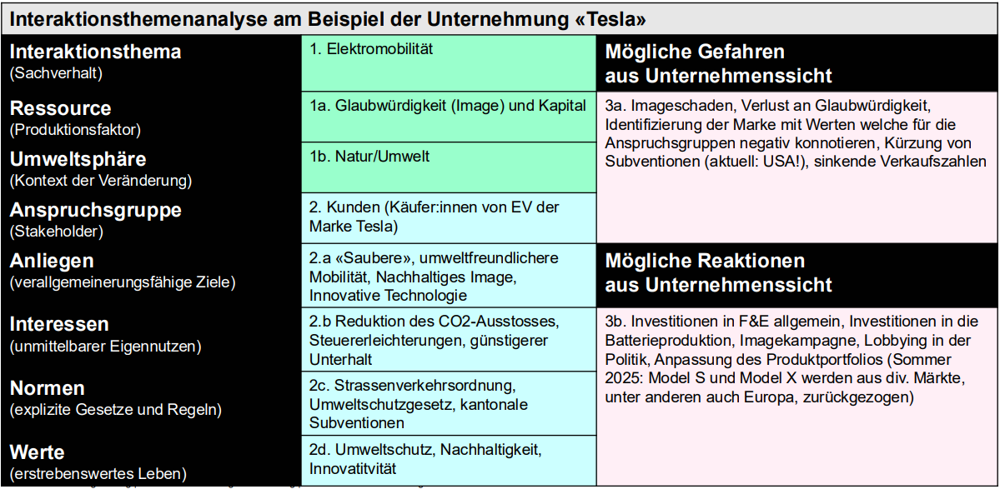 Interaktionsthemenanalyse am Beispiel der Unternehmung «Tesla»
Interaktionsthema
(Sachverhalt)
1. Elektromobilität
Mögliche Gefahren
aus Unternehmenssicht
Ressource
(Produktionsfaktor)
1a. Glaubwürdigkeit (Image) und Kapital
3a. Imageschaden, Verlust an Glaubwürdigkeit,
Identifizierung der Marke mit Werten welche für die
Anspruchsgruppen negativ konnotieren, Kürzung von
Subventionen (aktuell: USA!), sinkende Verkaufszahlen
Umweltsphäre
(Kontext der Veränderung)
1b. Natur/Umwelt
Anspruchsgruppe
(Stakeholder)
2. Kunden (Käufer:innen von EV der
Marke Tesla)
Anliegen
(verallgemeinerungsfähige Ziele)
2.a «Saubere», umweltfreundlichere
Mobilität, Nachhaltiges Image,
Innovative Technologie
Mögliche Reaktionen
aus Unternehmenssicht
Interessen
(unmittelbarer Eigennutzen)
2.b Reduktion des CO2-Ausstosses,
Steuererleichterungen, günstigerer
Unterhalt
3b. Investitionen in F&E allgemein, Investitionen in die
Batterieproduktion, Imagekampagne, Lobbying in der
Politik, Anpassung des Produktportfolios (Sommer
2025: Model S und Model X werden aus div. Märkte,
unter anderen auch Europa, zurückgezogen)
Normen
(explizite Gesetze und Regeln)
2c. Strassenverkehrsordnung,
Umweltschutzgesetz, kantonale
Subventionen
Werte
(erstrebenswertes Leben)
2d. Umweltschutz, Nachhaltigkeit,
Innovatitvität